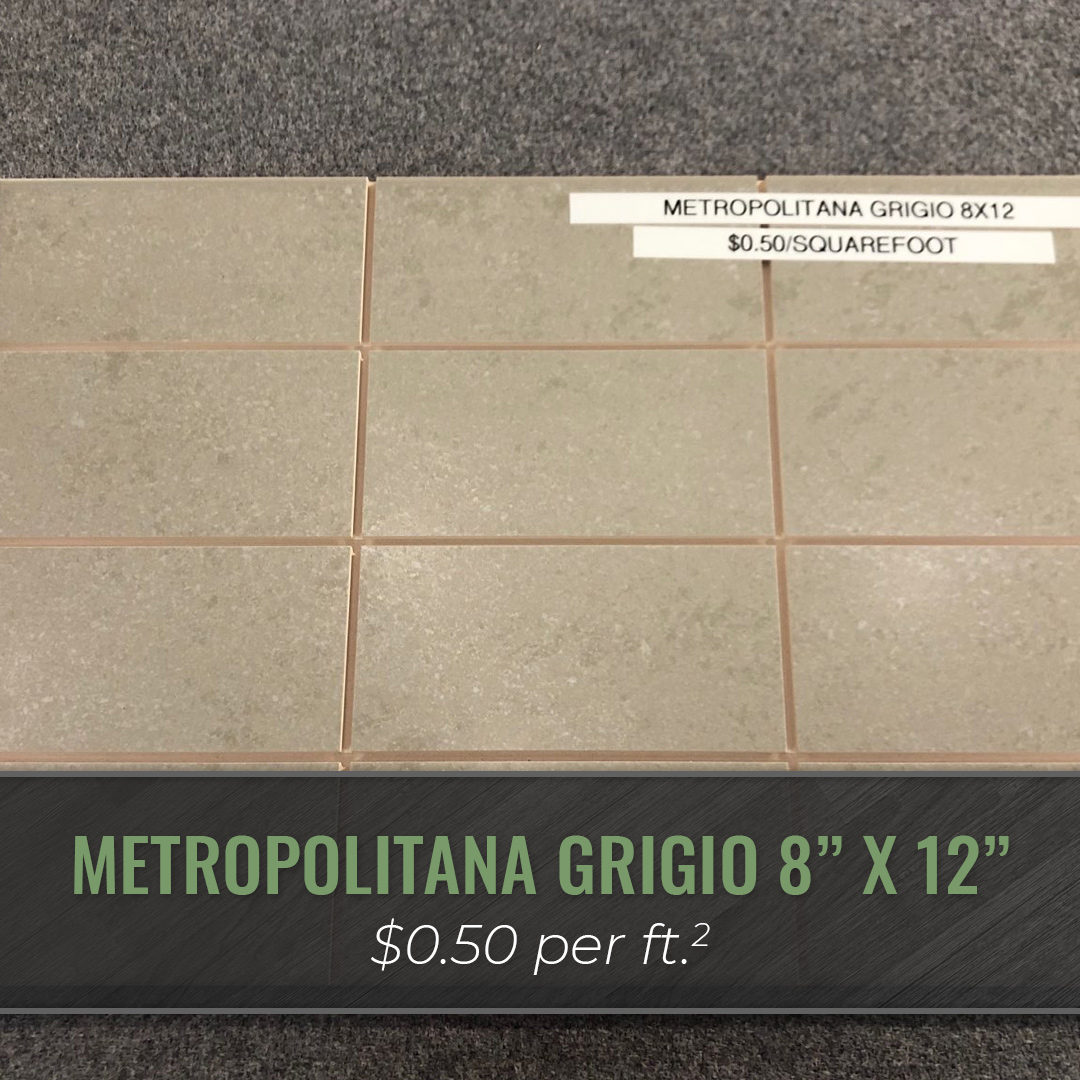 METROPOLITANA GRIGIO 8X12
$0.50/SQUAREFOOT
METROPOLITANA GRIGIO 8” X 12”
$0.50 per ft.²